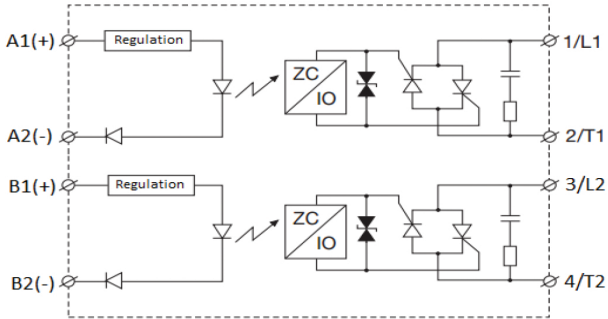 A1(+) Regulation 1/L1
ZC
IO
A2(-) 2/T1
B1(+) Regulation 3/L2
ZC
IO
B2(-) 4/T2